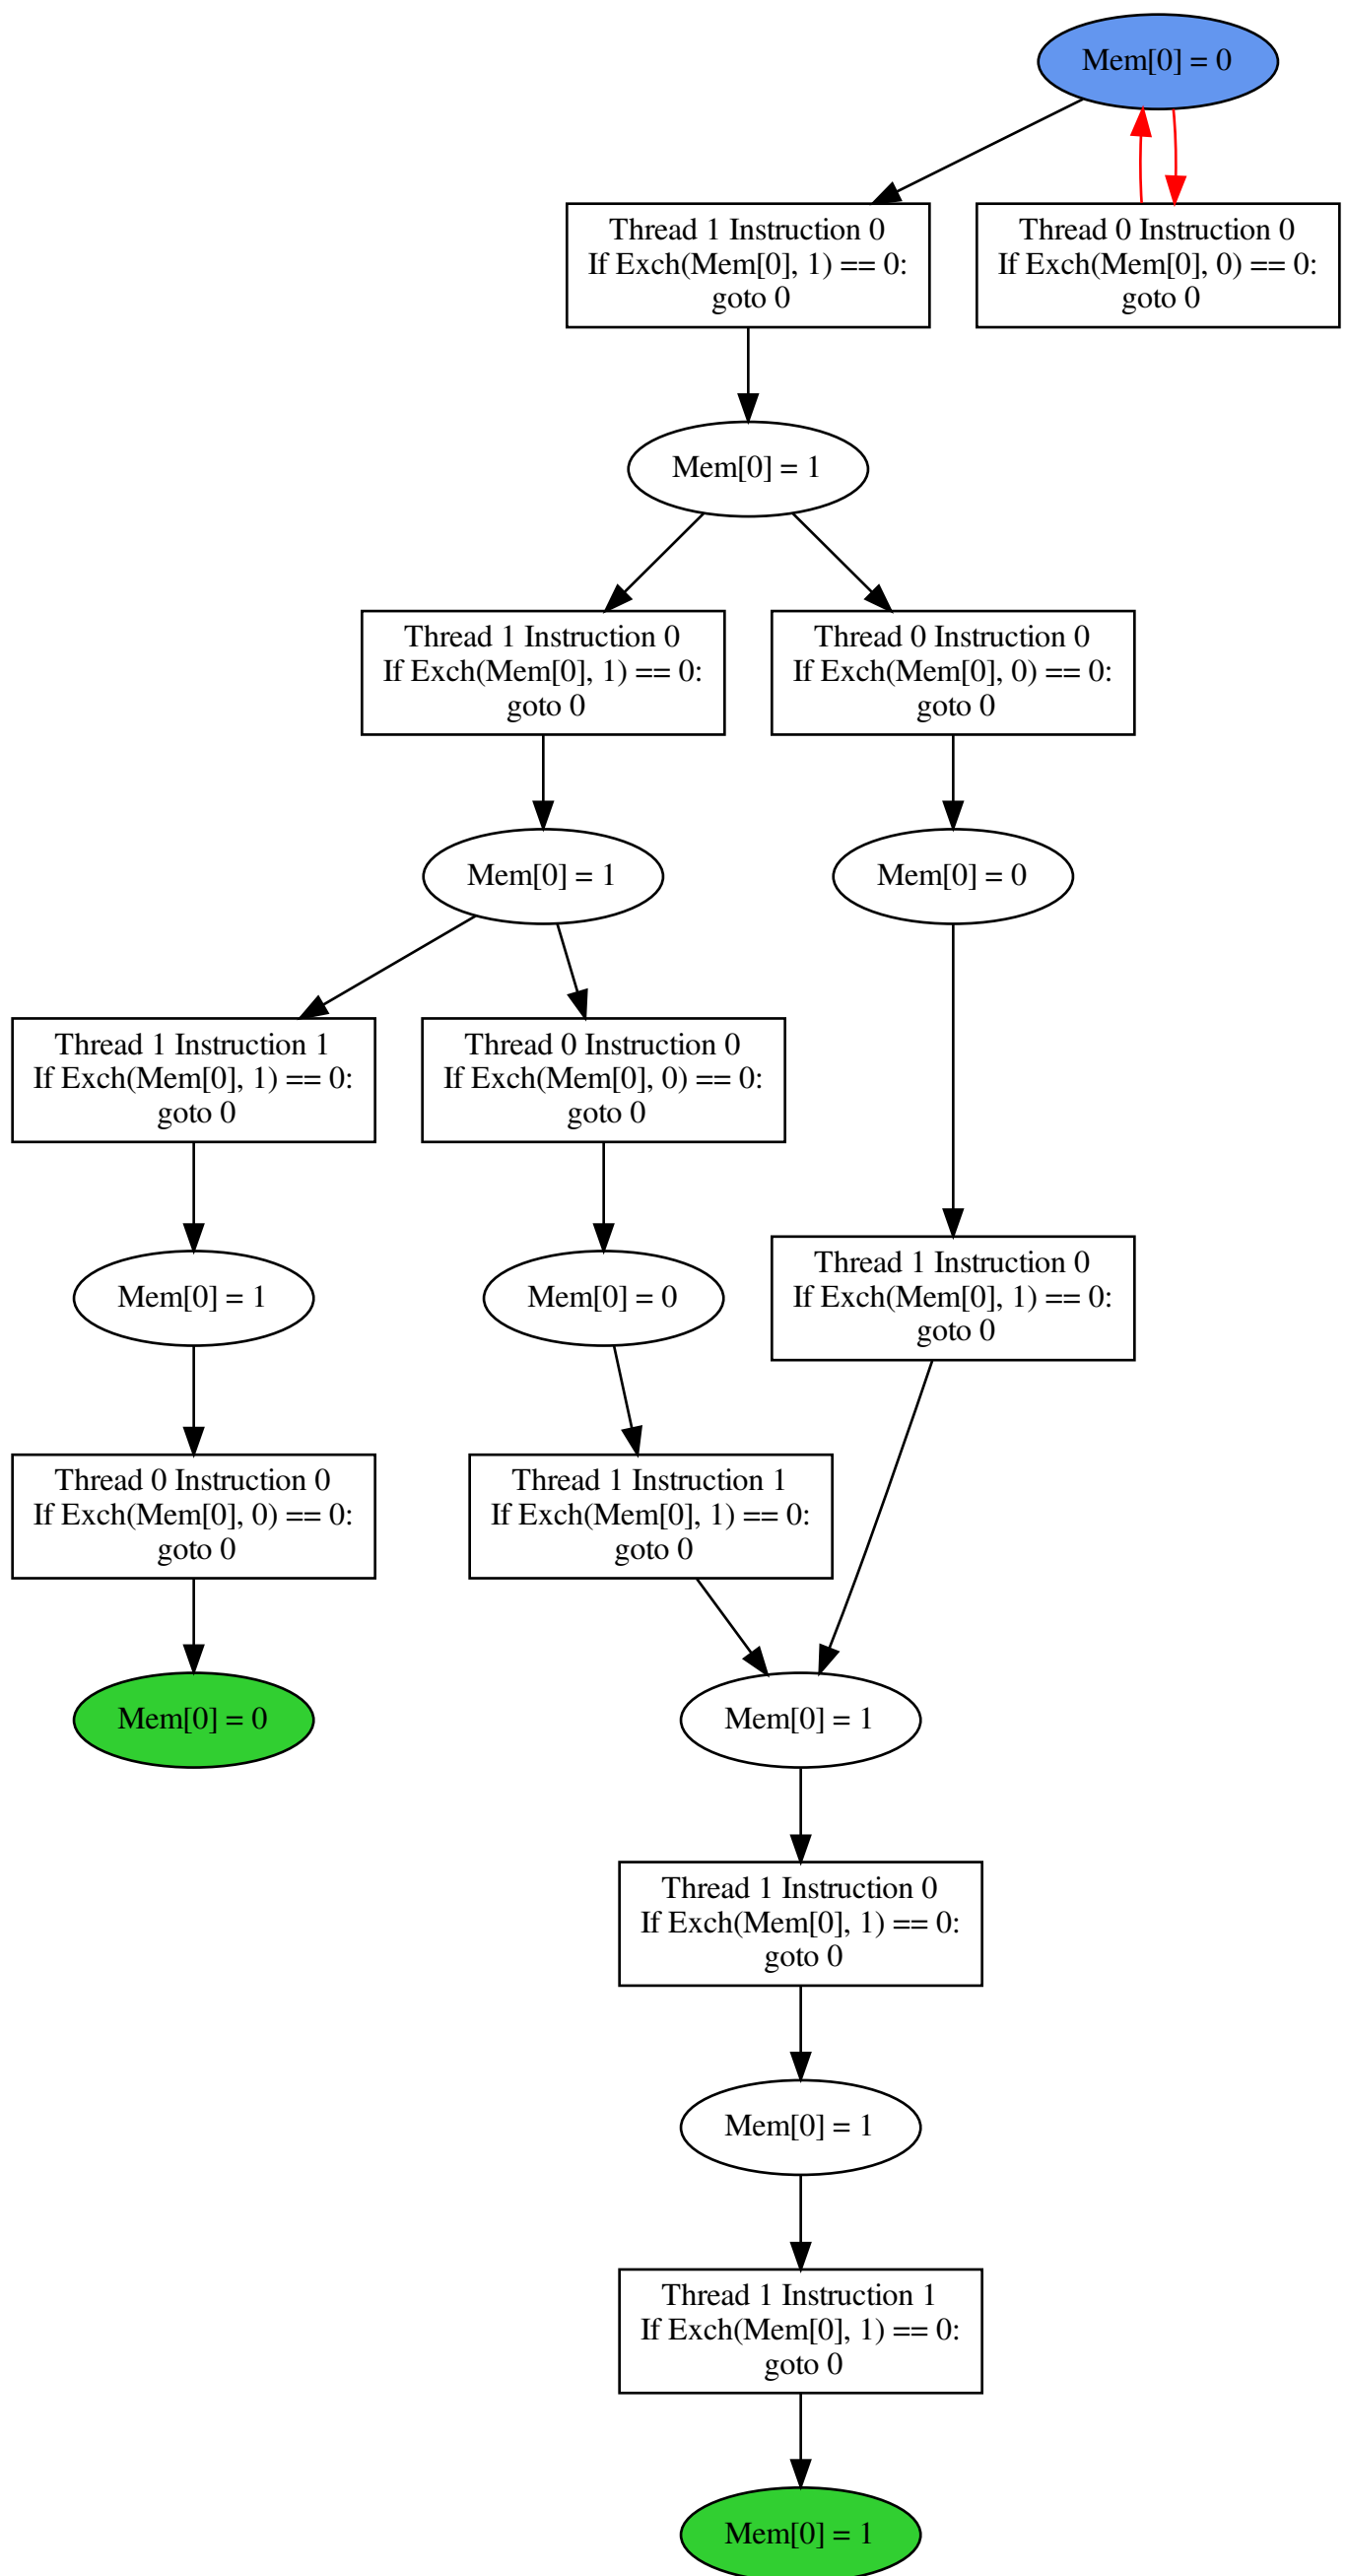 Mem[0] = 0
Thread 1 Instruction 0
If Exch(Mem[0], 1) == 0:
goto 0
Thread 0 Instruction 0
If Exch(Mem[0], 0) == 0:
goto 0
Mem[0] = 1
Thread 1 Instruction 0
If Exch(Mem[0], 1) == 0:
goto 0
Thread 0 Instruction 0
If Exch(Mem[0], 0) == 0:
goto 0
Mem[0] = 1
Mem[0] = 0
Thread 1 Instruction 1
If Exch(Mem[0], 1) == 0:
goto 0
Thread 0 Instruction 0
If Exch(Mem[0], 0) == 0:
goto 0
Mem[0] = 1
Mem[0] = 0
Thread 1 Instruction 0
If Exch(Mem[0], 1) == 0:
goto 0
Thread 0 Instruction 0
If Exch(Mem[0], 0) == 0:
goto 0
Thread 1 Instruction 1
If Exch(Mem[0], 1) == 0:
goto 0
Mem[0] = 0
Mem[0] = 1
Thread 1 Instruction 0
If Exch(Mem[0], 1) == 0:
goto 0
Mem[0] = 1
Thread 1 Instruction 1
If Exch(Mem[0], 1) == 0:
goto 0
Mem[0] = 1